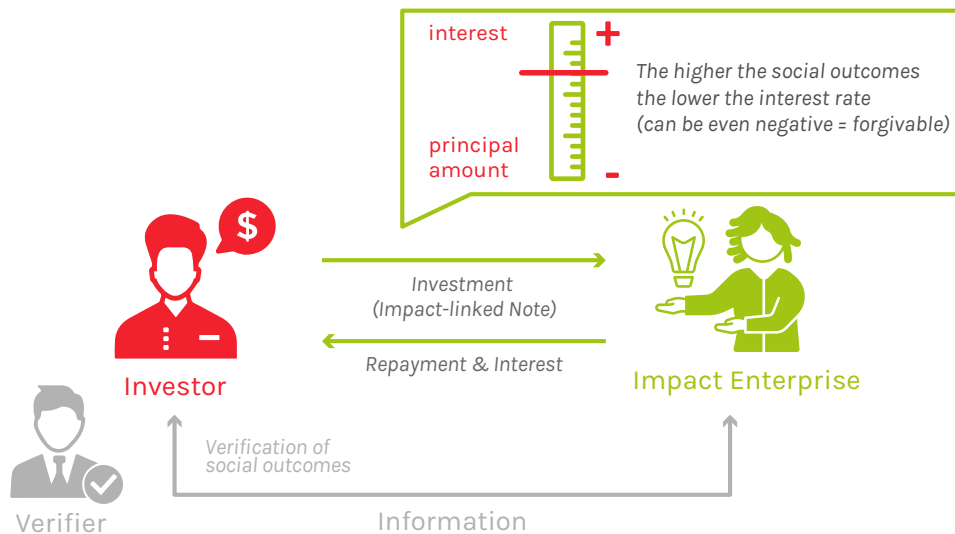 interest
+
The higher the social outcomes
the lower the interest rate
(can be even negative = forgivable)
principal
amount
-
$
Investment
(Impact-linked Note)
Repayment & Interest
Investor
Impact Enterprise
Verification of
social outcomes
Verifier
Information